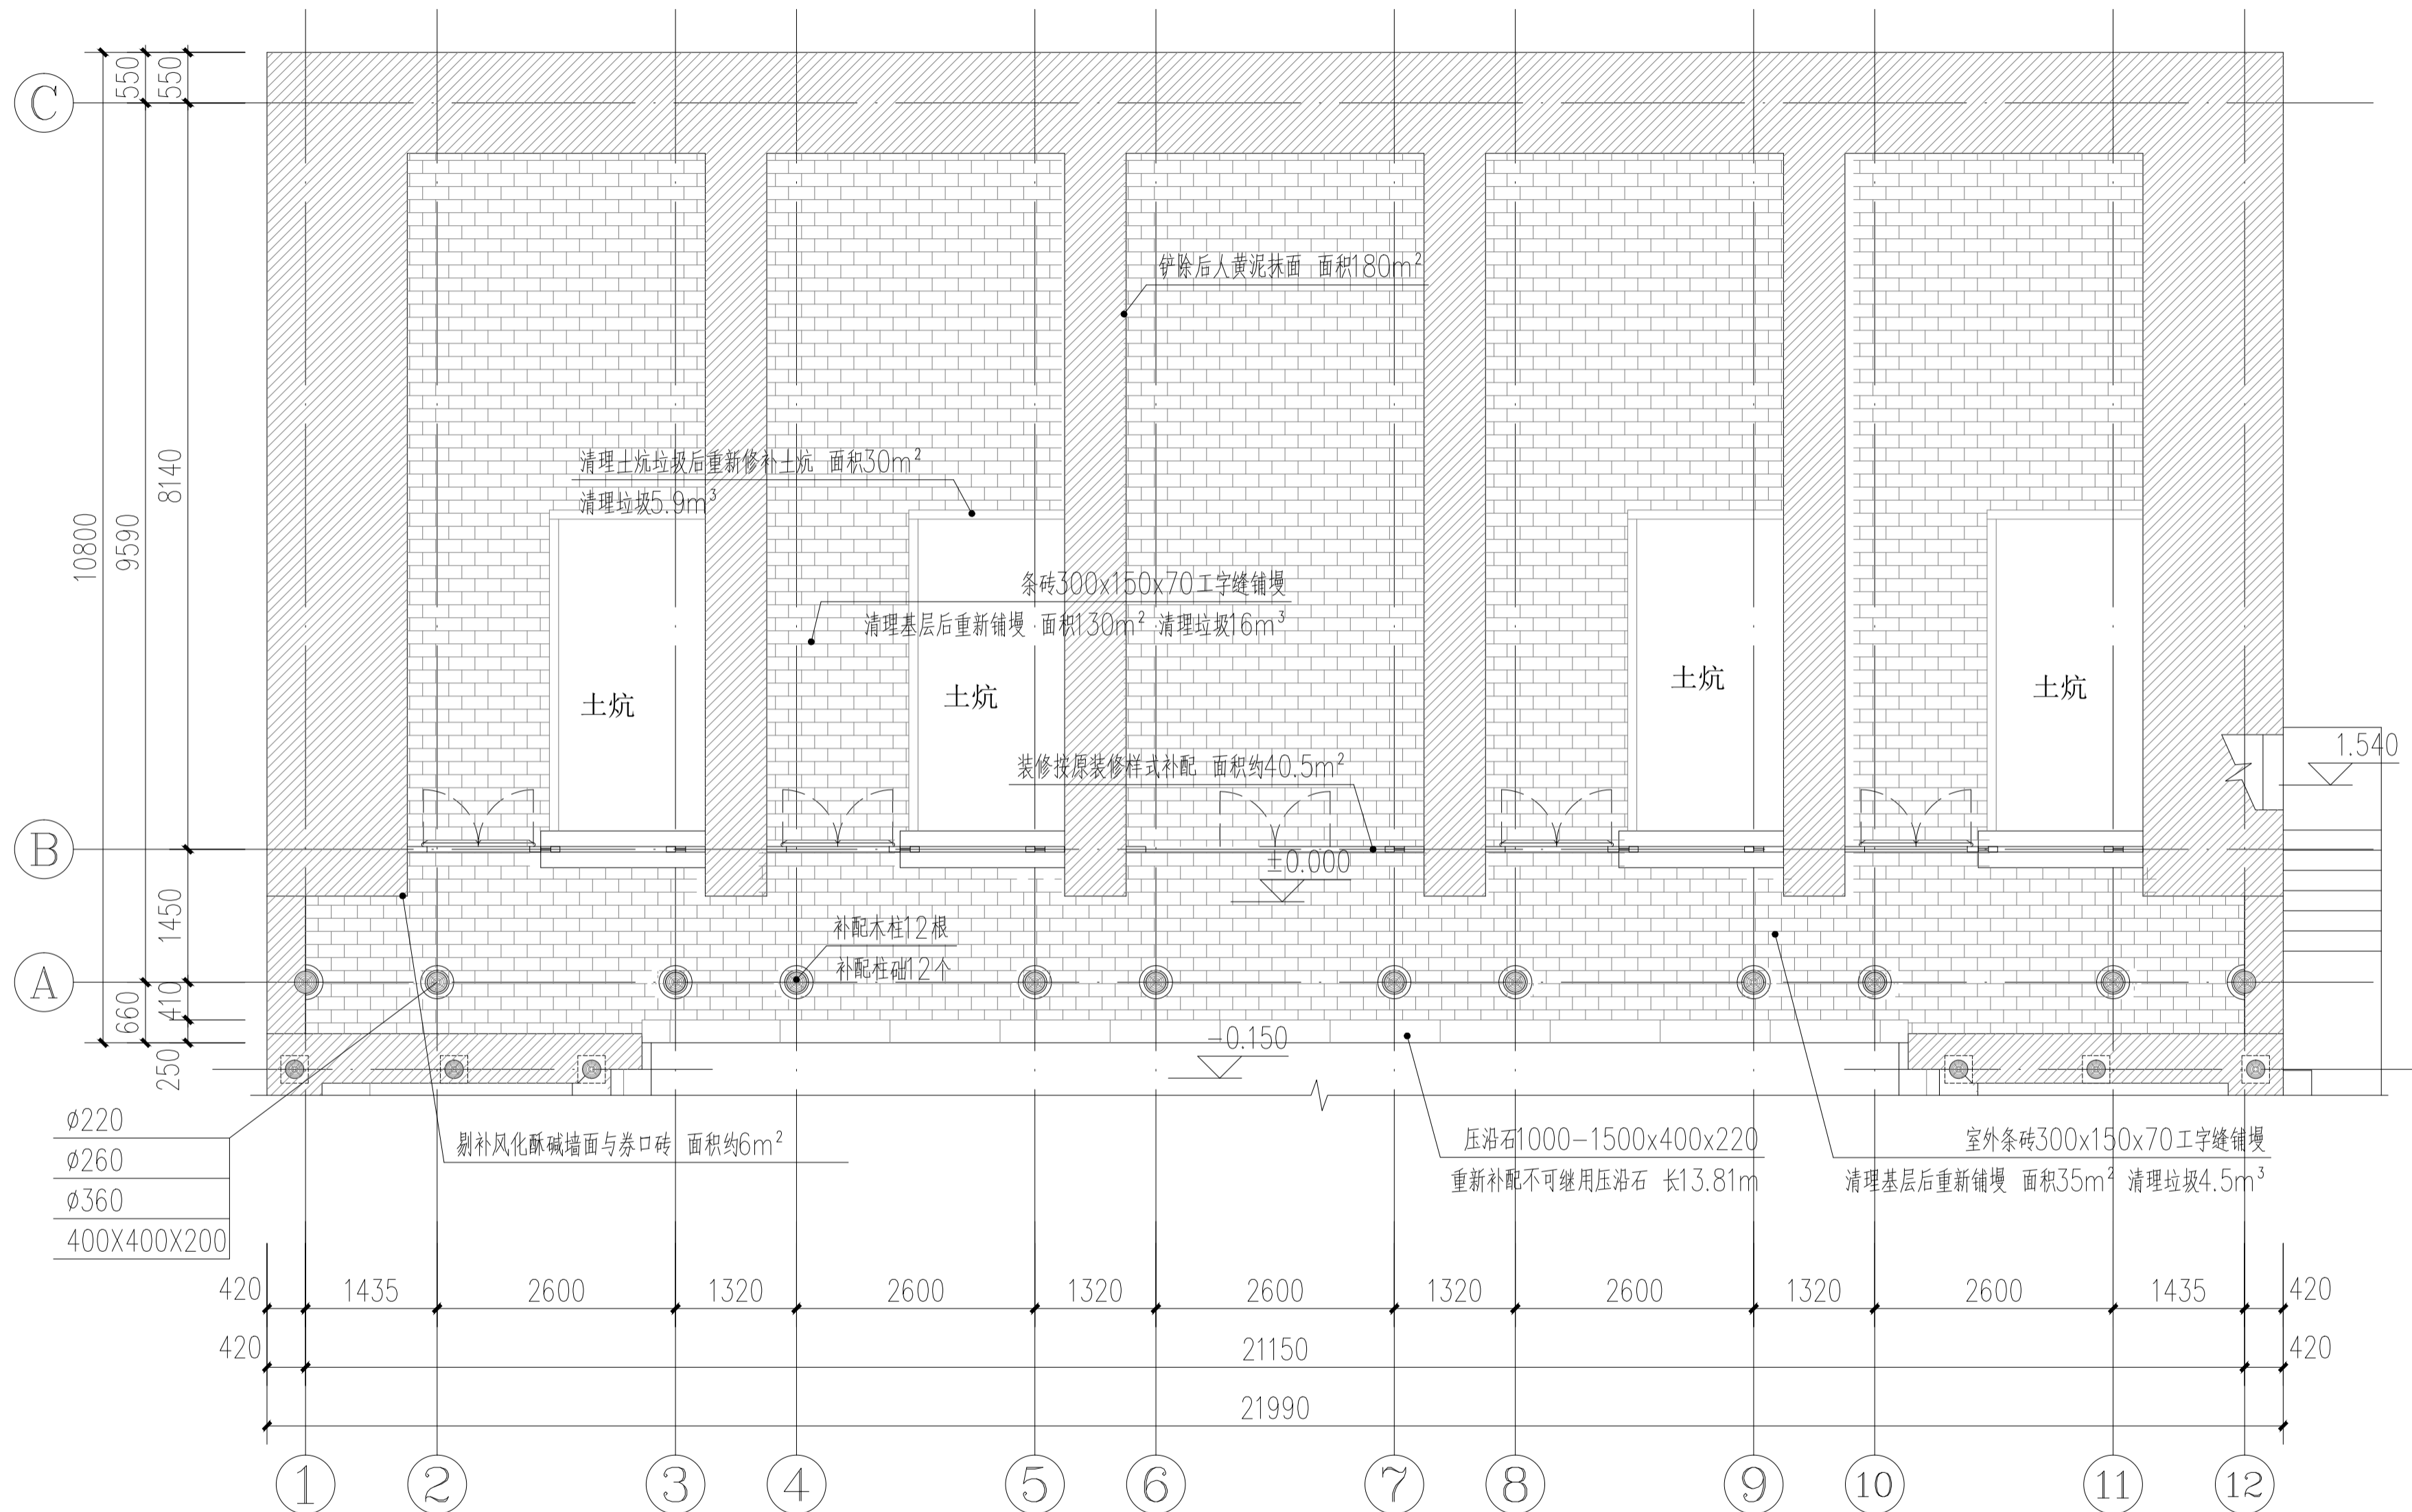 550
550
C
铲除后人黄泥抹面 面积180m²
8140
清理土炕垃圾后重新修补土炕 面积30m²
清理垃圾5.9m³
10800
9590
条砖300x150x70工字缝铺墁
清理基层后重新铺墁 面积130m² 清理垃圾16m³
土炕
土炕
土炕
土炕
1.540
装修按原装修样式补配 面积约40.5m²
B
±0.000
1450
补配木柱12根
补配柱础12个
A
410
660
250
-0.150
ø220
ø260
ø360
400X400X200
剔补风化酥碱墙面与券口砖 面积约6m²
压沿石1000-1500x400x220
重新补配不可继用压沿石 长13.81m
室外条砖300x150x70工字缝铺墁
清理基层后重新铺墁 面积35m² 清理垃圾4.5m³
420 1435 2600 1320 2600 1320 2600 1320 2600 1320 2600 1435 420
420 21150 420
21990
1 2 3 4 5 6 7 8 9 10 11 12